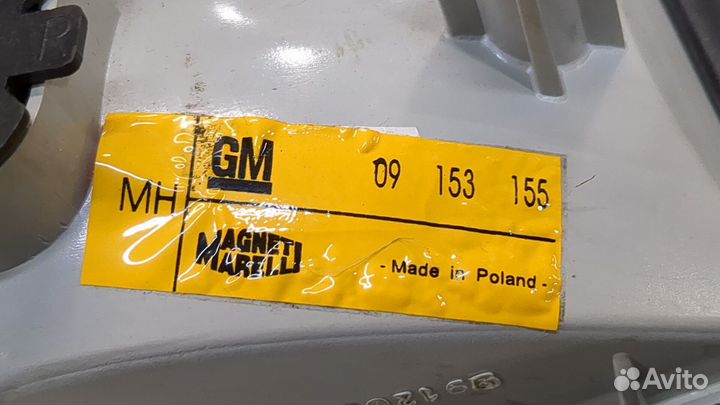 R
GM 09 153 155
MH
MAGNETI
MARELLI
- Made in Poland -
Avito